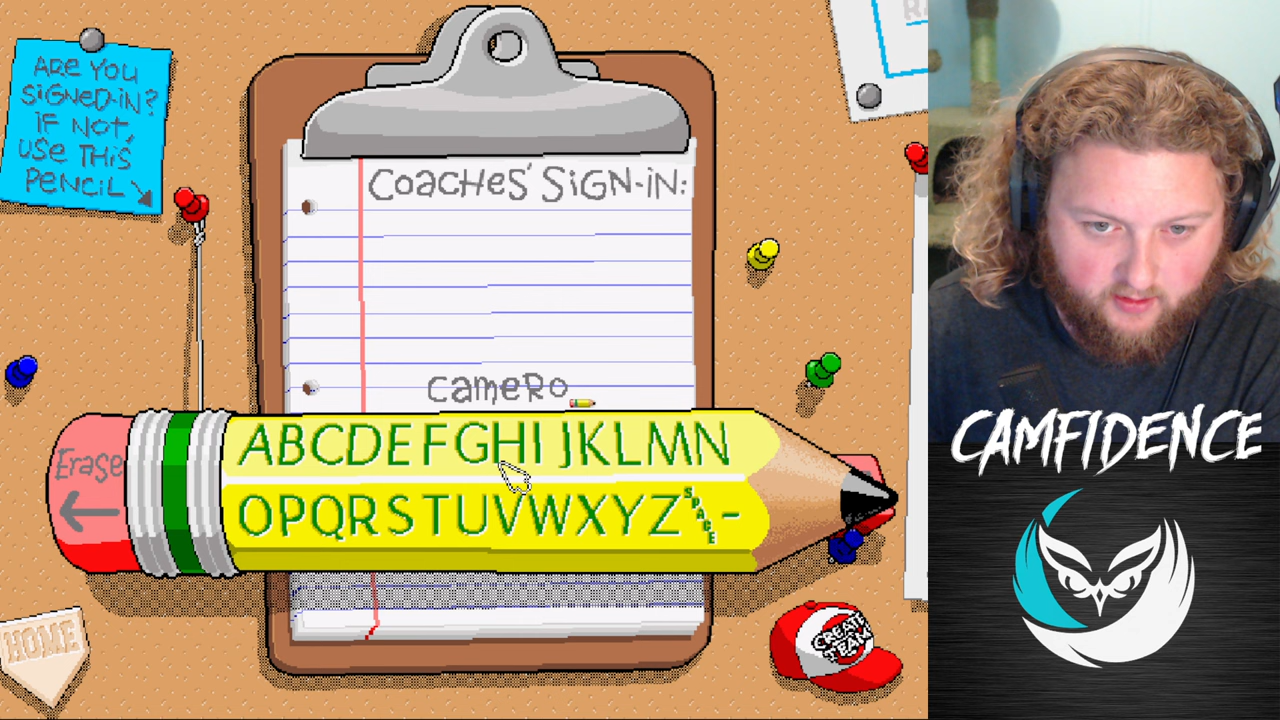 ARE YOU
SIGNED-IN?
IF NOT,
USE THIS
PENCIL
COACHES' SIGN-IN:
CAMERO
Erase
ABCDEFGHIJKLMN
OPQRSTUVWXYZ SPACE -
HOME
CREATE TEAM
CAMFIDENCE